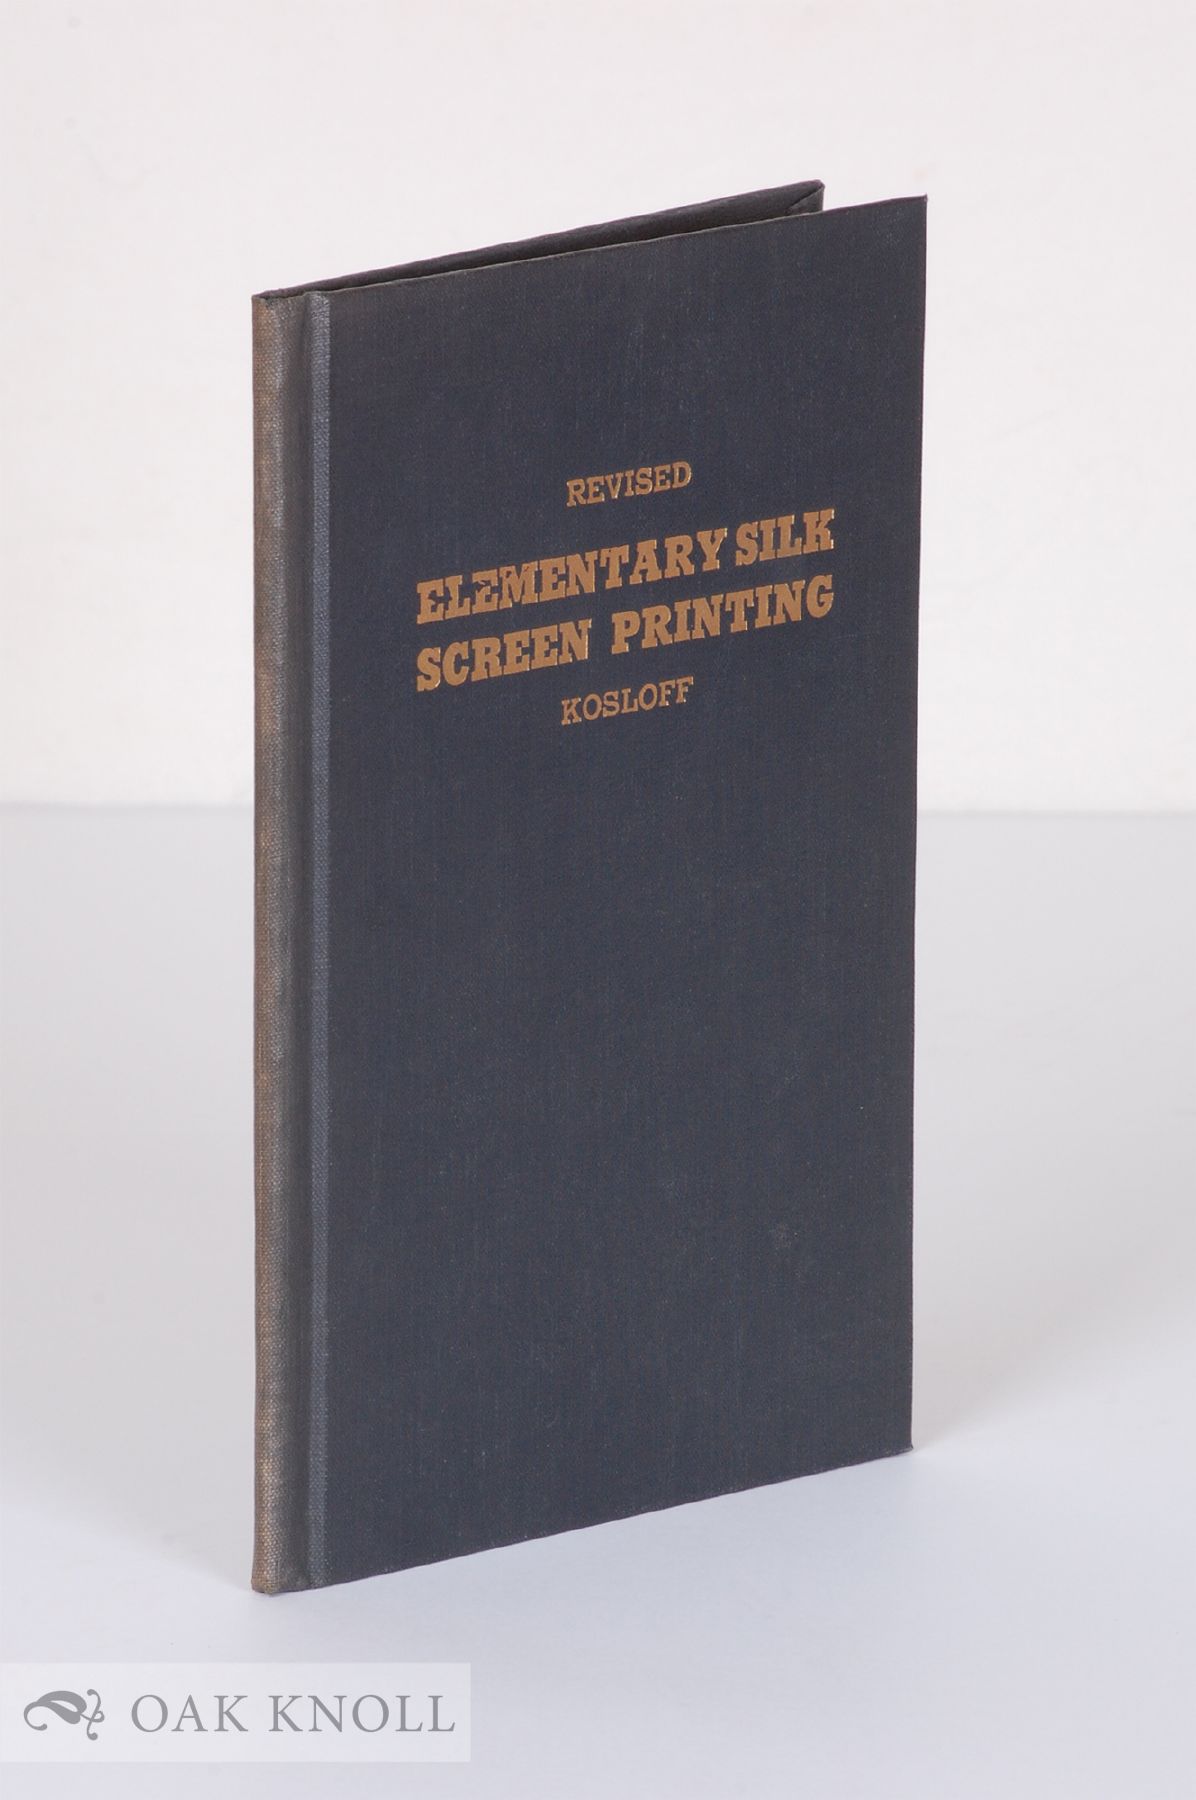 REVISED
ELEMENTARY SILK
SCREEN PRINTING
KOSLOFF
OAK KNOLL